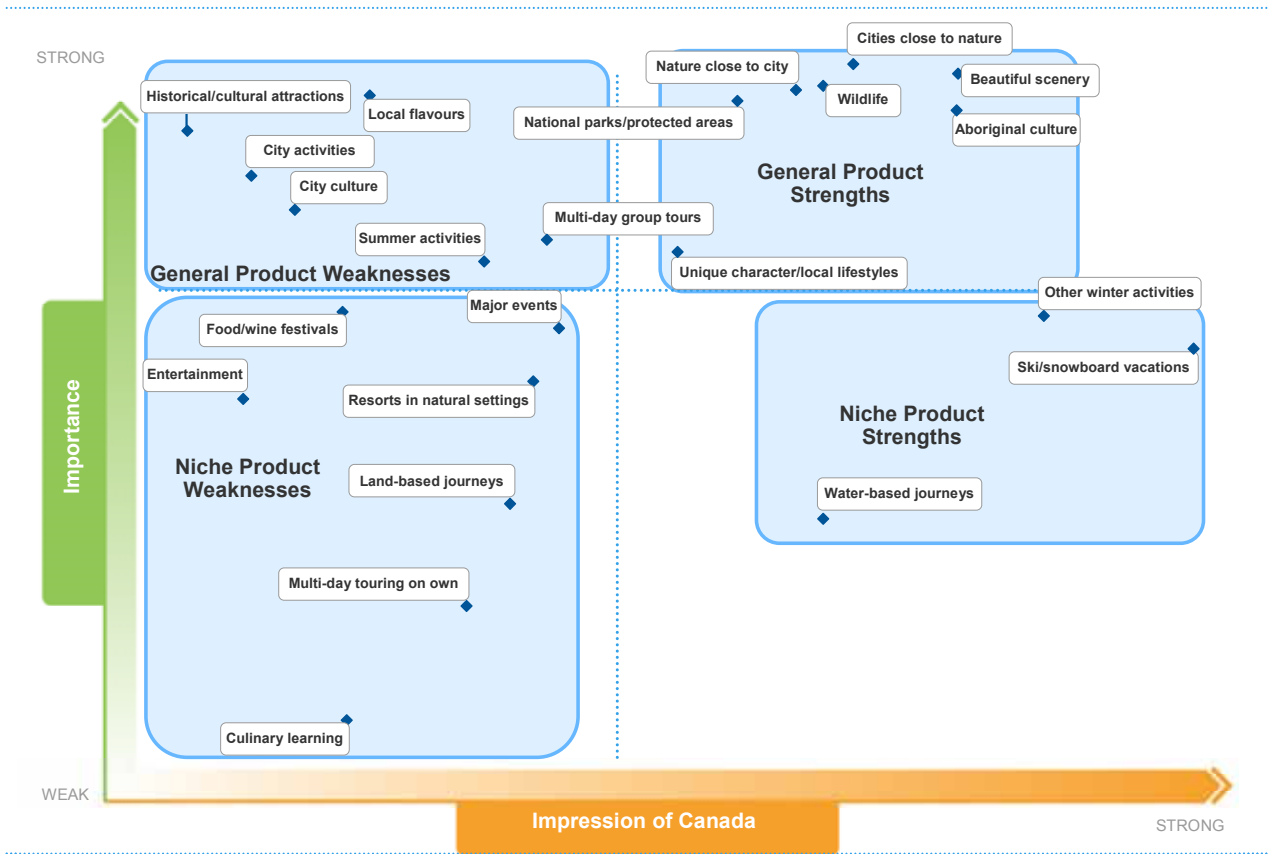 STRONG
Cities close to nature
Nature close to city
Beautiful scenery
Historical/cultural attractions
Wildlife
Local flavours
National parks/protected areas
Aboriginal culture
City activities
General Product
Strengths
City culture
Multi-day group tours
Summer activities
General Product Weaknesses
Unique character/local lifestyles
Other winter activities
Major events
Food/wine festivals
Entertainment
Ski/snowboard vacations
Resorts in natural settings
Niche Product
Strengths
Importance
Niche Product
Weaknesses
Land-based journeys
Water-based journeys
Multi-day touring on own
Culinary learning
WEAK
Impression of Canada
STRONG